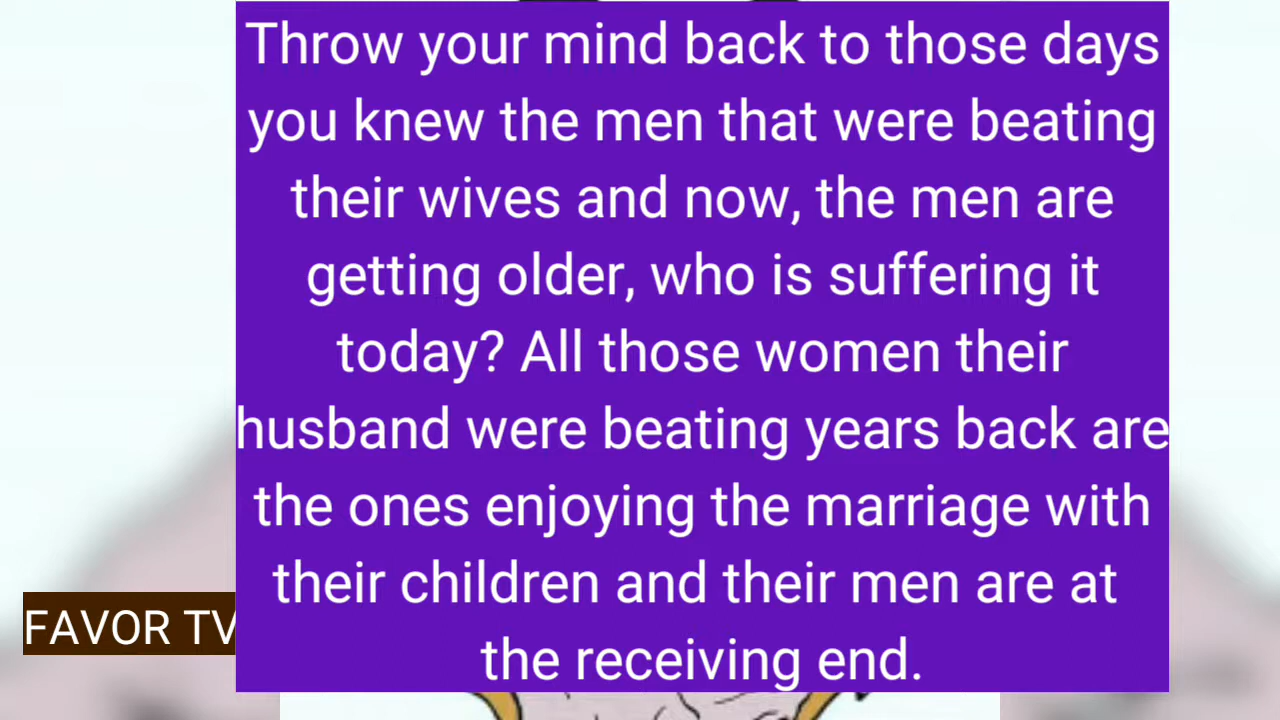 Throw your mind back to those days
you knew the men that were beating
their wives and now, the men are
getting older, who is suffering it
today? All those women their
husband were beating years back are
the ones enjoying the marriage with
their children and their men are at
the receiving end.
FAVOR TV